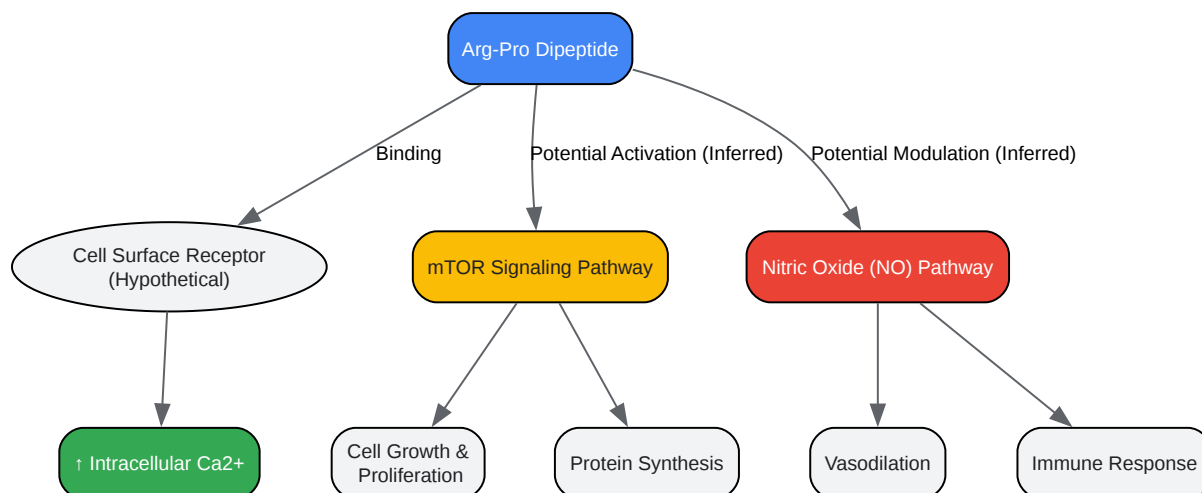 Arg-Pro Dipeptide
Binding
Potential Activation (Inferred)
Potential Modulation (Inferred)
Cell Surface Receptor
(Hypothetical)
mTOR Signaling Pathway
Nitric Oxide (NO) Pathway
↑ Intracellular Ca2+
Cell Growth &
Proliferation
Protein Synthesis
Vasodilation
Immune Response